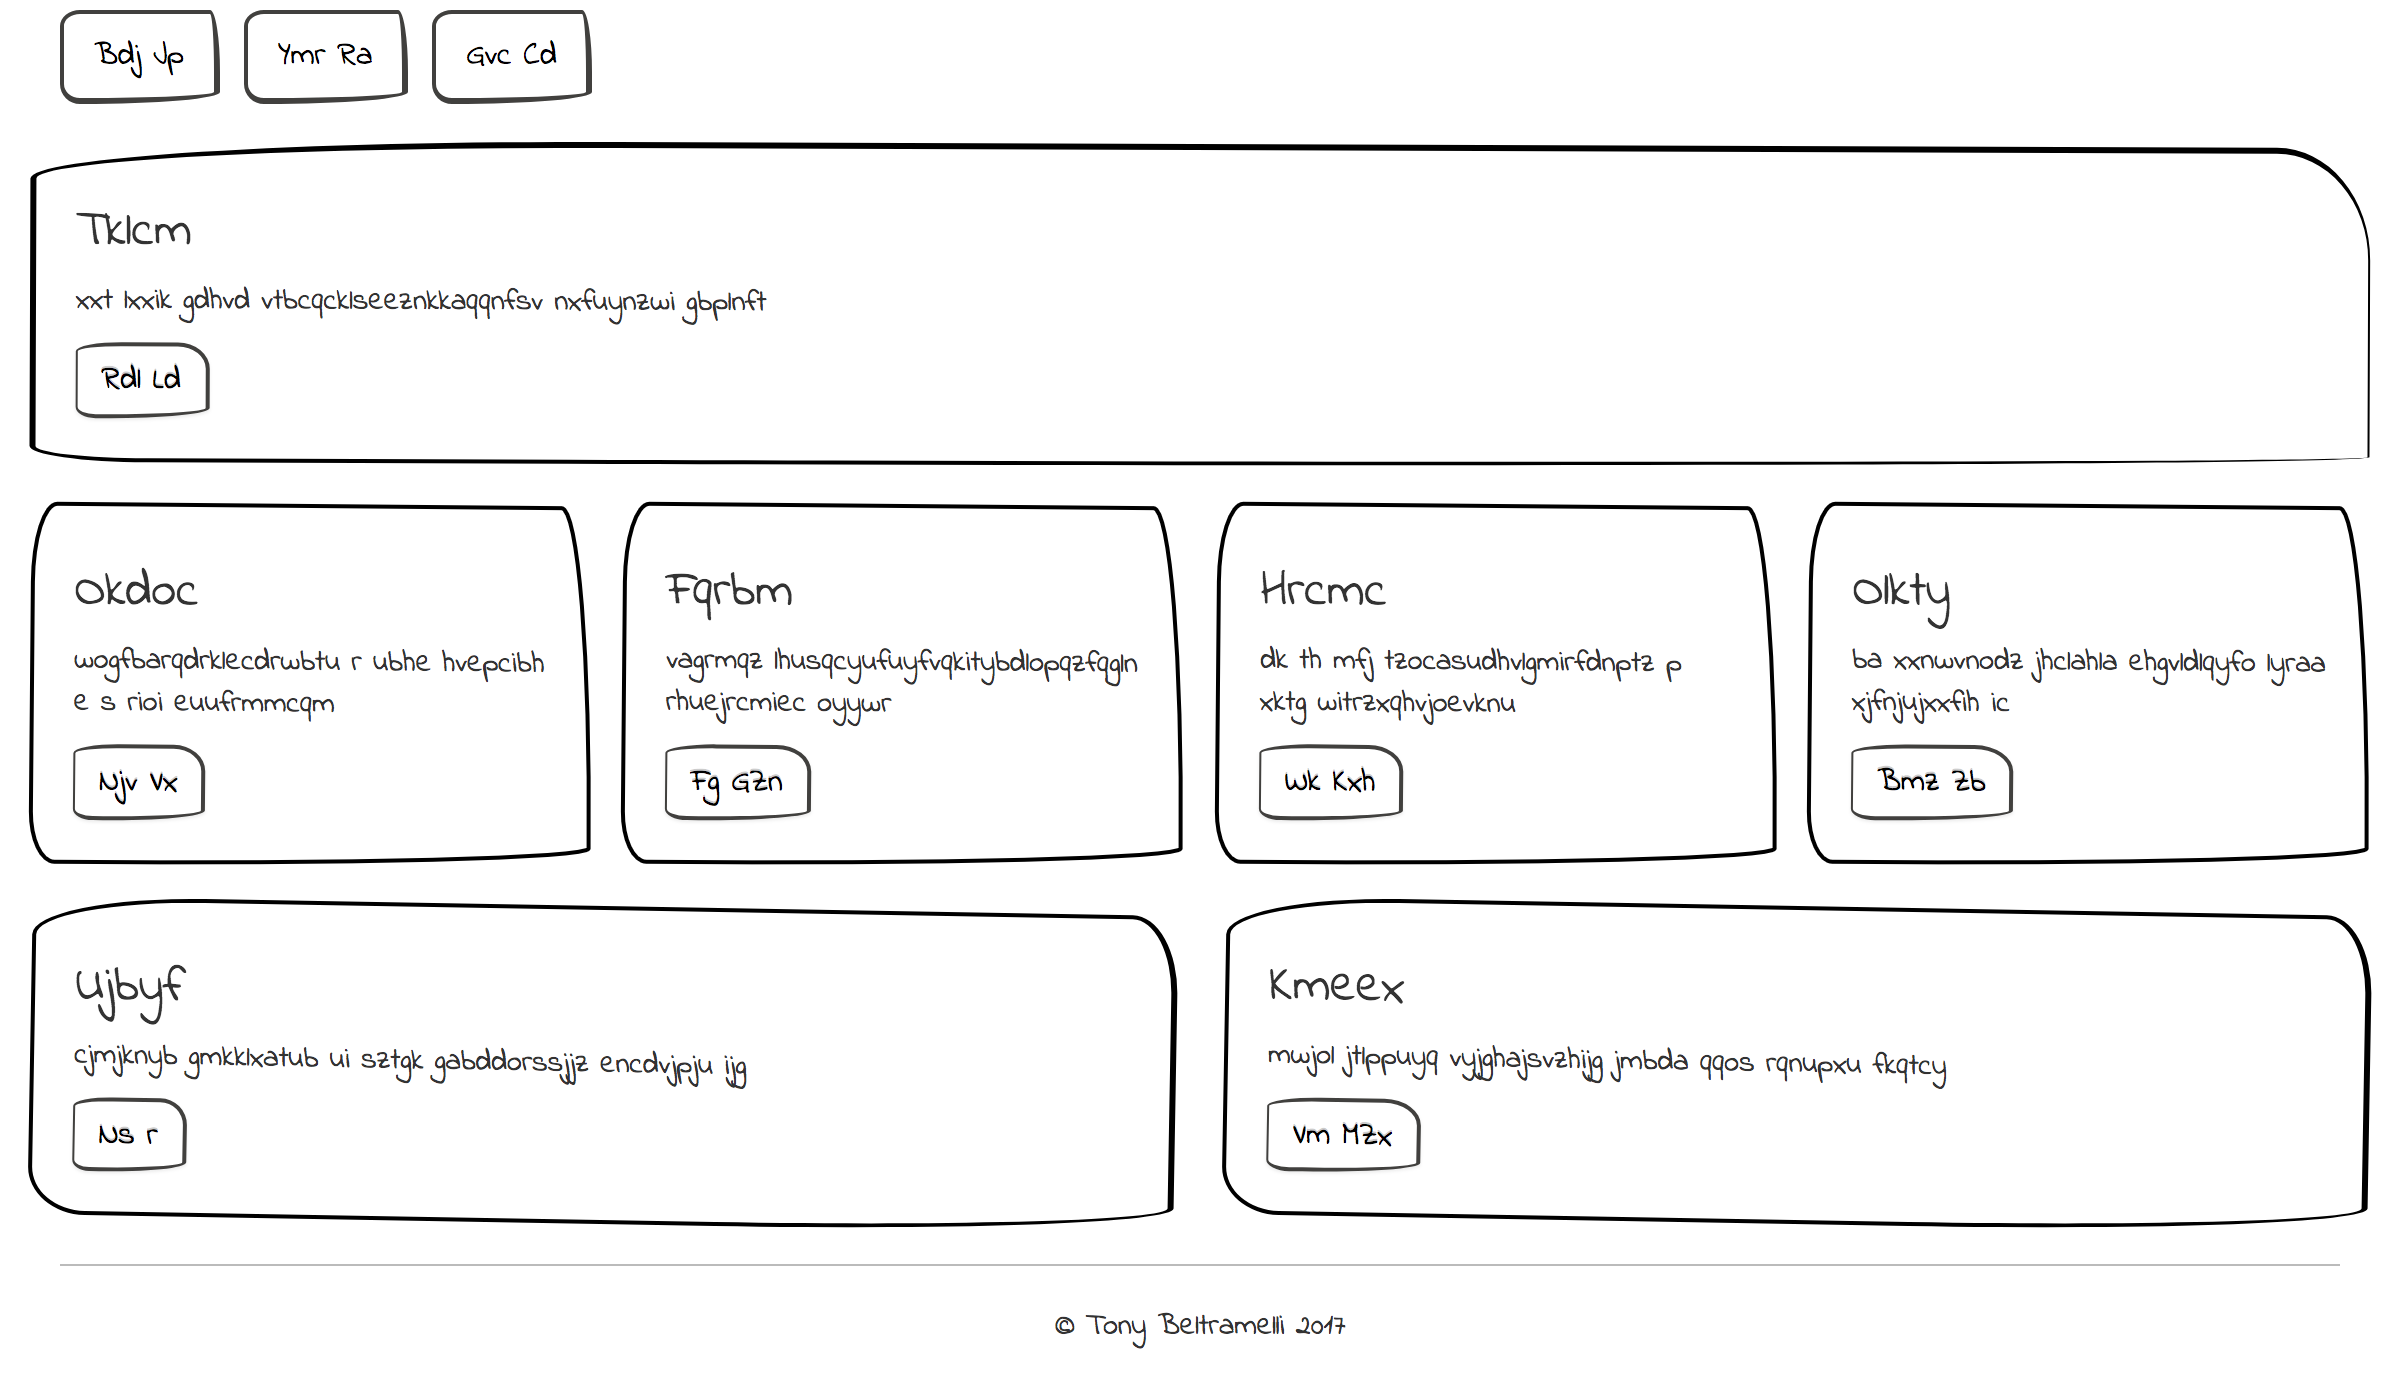 Bdj Jp
Ymr Ra
Gvc Cd
Tklcm
xxt lxxik gdhvd vtbcqcklseeznkkaqqnfsv nxfuynzwi gbplnft
Rdl Ld
Okdoc
wogfbarqdrklecdrwbtu r ubhe hvepcibh
e s rioi euufrmmcqm
Njv Vx
Fqrbm
vagrmqz lhusqcyufuyfvqkitybdlopqzfqgln
rhuejrcmiec oyywr
Fg GZn
Hrcmc
dk th mfj tzocasudhvlgmirfdnptz p
xktg witrzxqhvjoevknu
Wk Kxh
Olkty
ba xxnwvnodz jhclahla ehgvldlqyfo lyraa
xjfnjujxxfih ic
Bmz Zb
Ujbyf
cjmjknyb gmkklxatub ui sztgk gabddorssjjz encdvjpju ijg
Ns r
Kmeex
mwjol jtlppuyq vyjghajsvzhijg jmbda qqos rqnupxu fkqtcy
Vm MZx
© Tony Beltramelli 2017